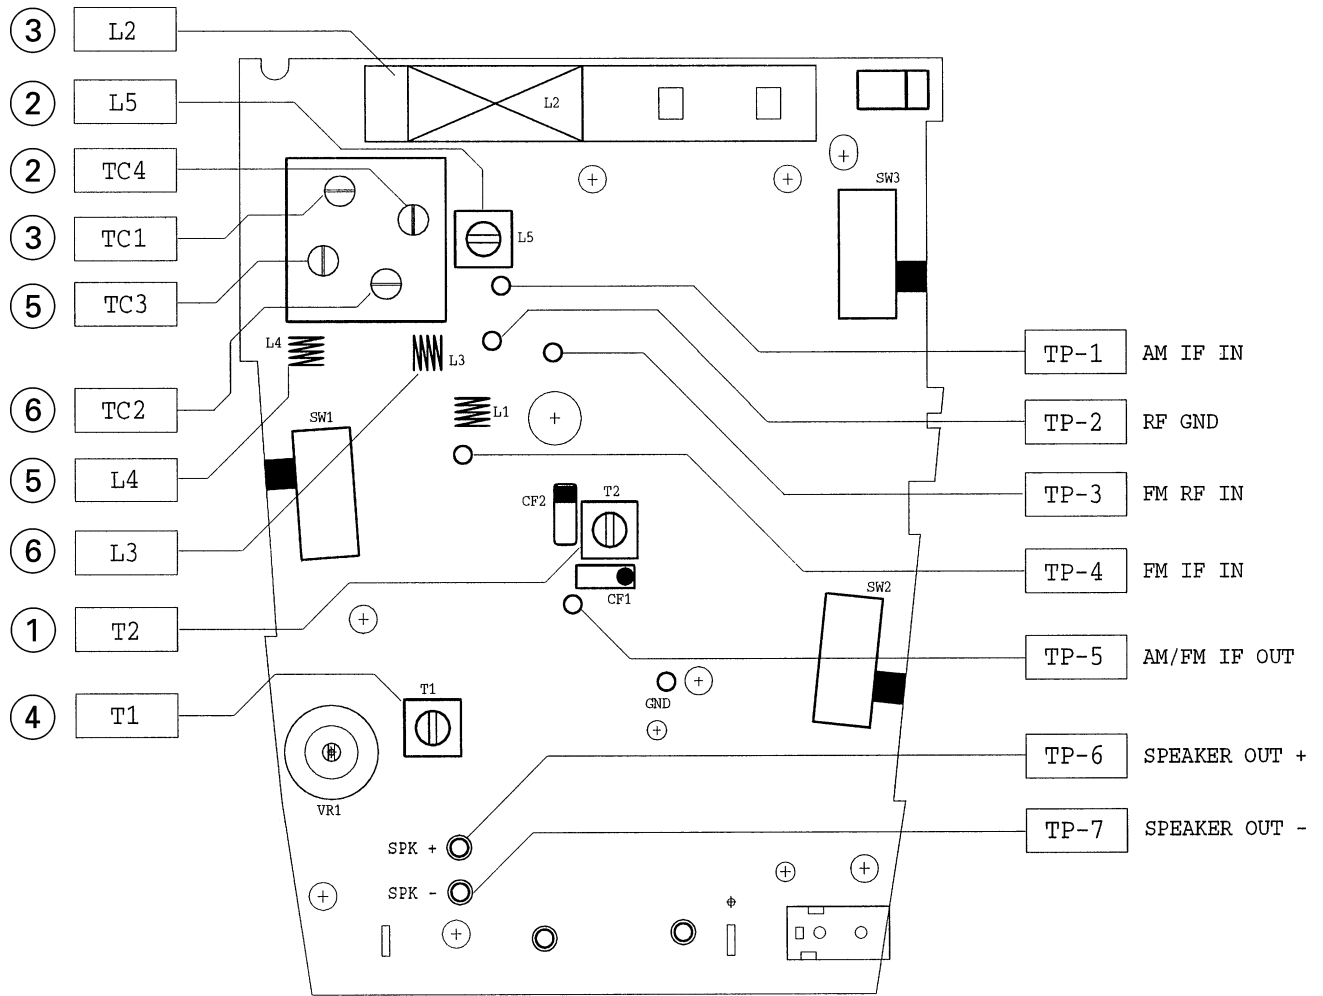 3 L2
2 L5
2 TC4
3 TC1
5 TC3
6 TC2
5 L4
6 L3
1 T2
4 T1
L2
SW3
L5
L4
L3
L1
SW1
CF2
T2
CF1
SW2
T1
GND
VR1
SPK +
SPK -
TP-1 AM IF IN
TP-2 RF GND
TP-3 FM RF IN
TP-4 FM IF IN
TP-5 AM/FM IF OUT
TP-6 SPEAKER OUT +
TP-7 SPEAKER OUT -